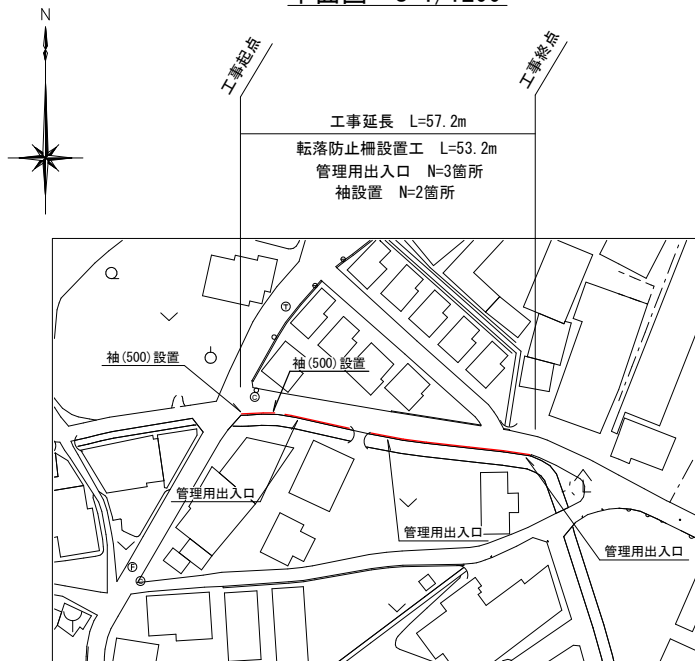 S=1/1200
N
工事起点
工事終点
工事延長 L=57.2m
転落防止柵設置工 L=53.2m
管理用出入口 N=3箇所
袖設置 N=2箇所
袖(500)設置
袖(500)設置
T
C
管理用出入口
管理用出入口
管理用出入口
P